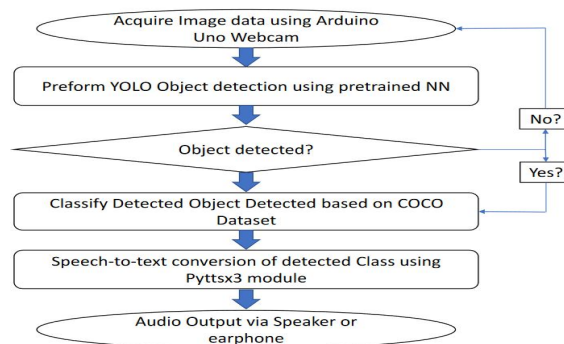 Acquire Image data using Arduino
Uno Webcam
Preform YOLO Object detection using pretrained NN
No?
Object detected?
Yes?
Classify Detected Object Detected based on COCO
Dataset
Speech-to-text conversion of detected Class using
Pyttsx3 module
Audio Output via Speaker or
earphone